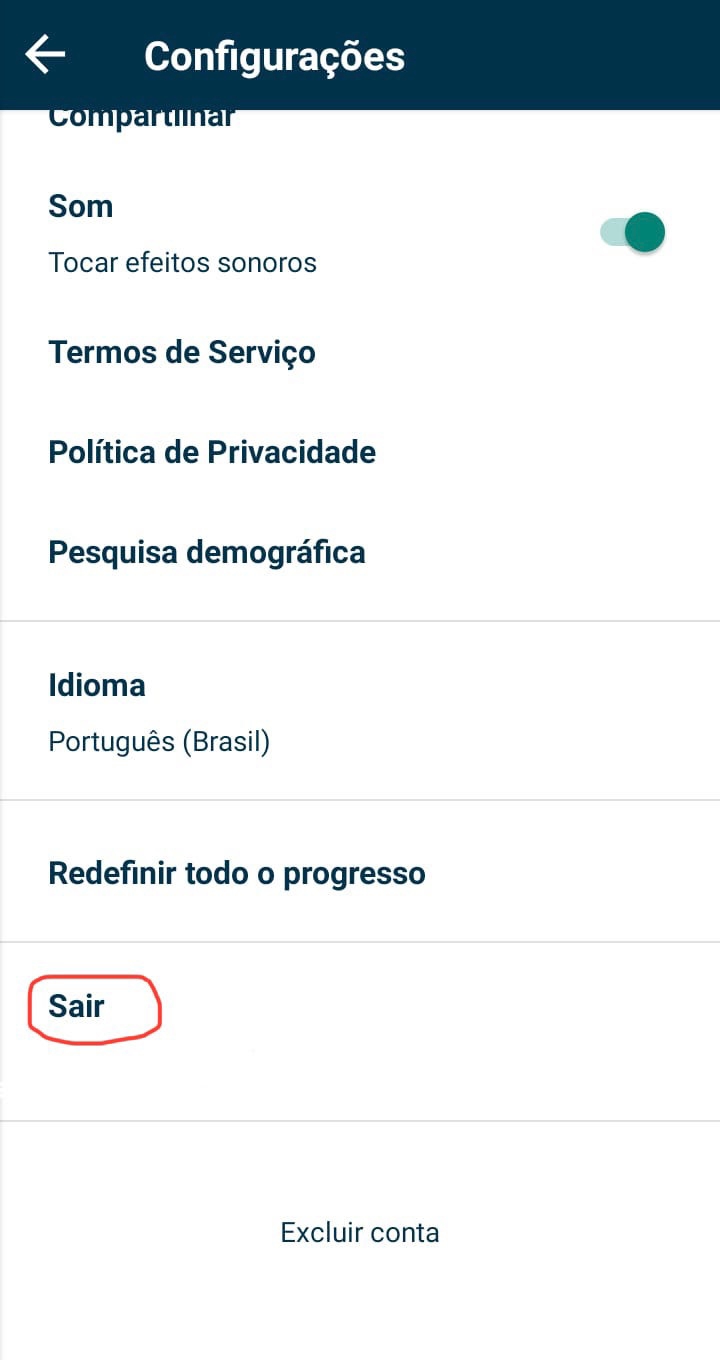 Configurações
Compartilhar
Som
Tocar efeitos sonoros
Termos de Serviço
Política de Privacidade
Pesquisa demográfica
Idioma
Português (Brasil)
Redefinir todo o progresso
Sair
Excluir conta